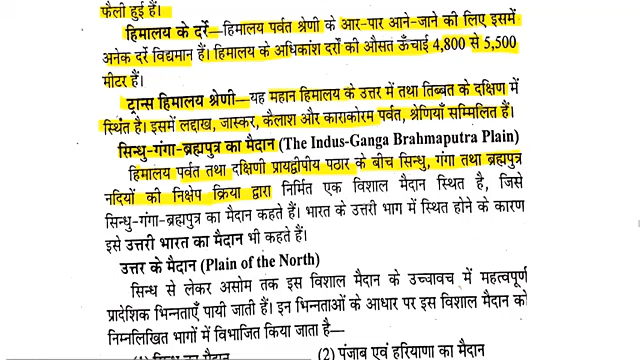 फैली हुई हैं।
हिमालय के दर्रे—हिमालय पर्वत श्रेणी के आर-पार आने-जाने की लिए इसमें
अनेक दर्रे विद्यमान हैं। हिमालय के अधिकांश दर्रों की औसत ऊँचाई 4,800 से 5,500
मीटर हैं।
ट्रान्स हिमालय श्रेणी—यह महान हिमालय के उत्तर में तथा तिब्बत के दक्षिण में
स्थित है। इसमें लद्दाख, जास्कर, कैलाश और काराकोरम पर्वत, श्रेणियाँ सम्मिलित हैं।
सिन्धु-गंगा-ब्रह्मपुत्र का मैदान (The Indus-Ganga Brahmaputra Plain)
हिमालय पर्वत तथा दक्षिणी प्रायद्वीपीय पठार के बीच सिन्धु, गंगा तथा ब्रह्मपुत्र
नदियों की निक्षेप क्रिया द्वारा निर्मित एक विशाल मैदान स्थित है, जिसे
सिन्धु-गंगा-ब्रह्मपुत्र का मैदान कहते हैं। भारत के उत्तरी भाग में स्थित होने के कारण
इसे उत्तरी भारत का मैदान भी कहते हैं।
उत्तर के मैदान (Plain of the North)
सिन्ध से लेकर असोम तक इस विशाल मैदान के उच्चावच में महत्वपूर्ण
प्रादेशिक भिन्नताएँ पायी जाती हैं। इन भिन्नताओं के आधार पर इस विशाल मैदान को
निम्नलिखित भागों में विभाजित किया जाता है—
(2) पंजाब एवं हरियाणा का मैदान